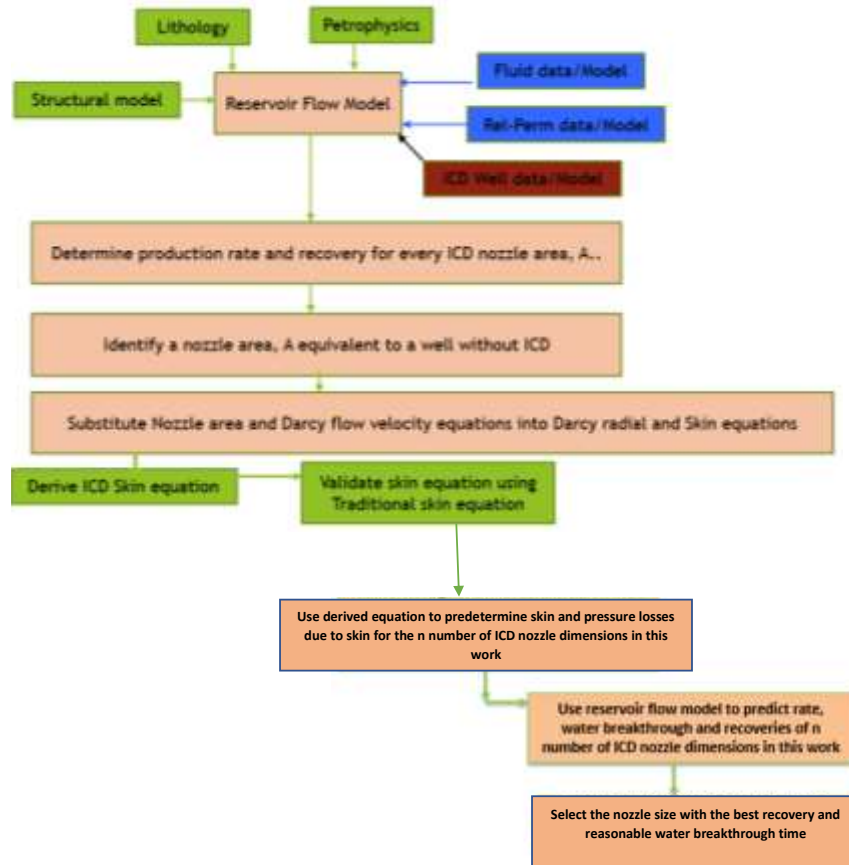 Lithology
Petrophysics
Fluid data/Model
Structural model
Reservoir Flow Model
Rel-Perm data/Model
ICD Well data/Model
Determine production rate and recovery for every ICD nozzle area, A..
Identify a nozzle area, A equivalent to a well without ICD
Substitute Nozzle area and Darcy flow velocity equations into Darcy radial and Skin equations
Derive ICD Skin equation
Validate skin equation using
Traditional skin equation
Use derived equation to predetermine skin and pressure losses
due to skin for the n number of ICD nozzle dimensions in this
work
Use reservoir flow model to predict rate,
water breakthrough and recoveries of n
number of ICD nozzle dimensions in this work
Select the nozzle size with the best recovery and
reasonable water breakthrough time